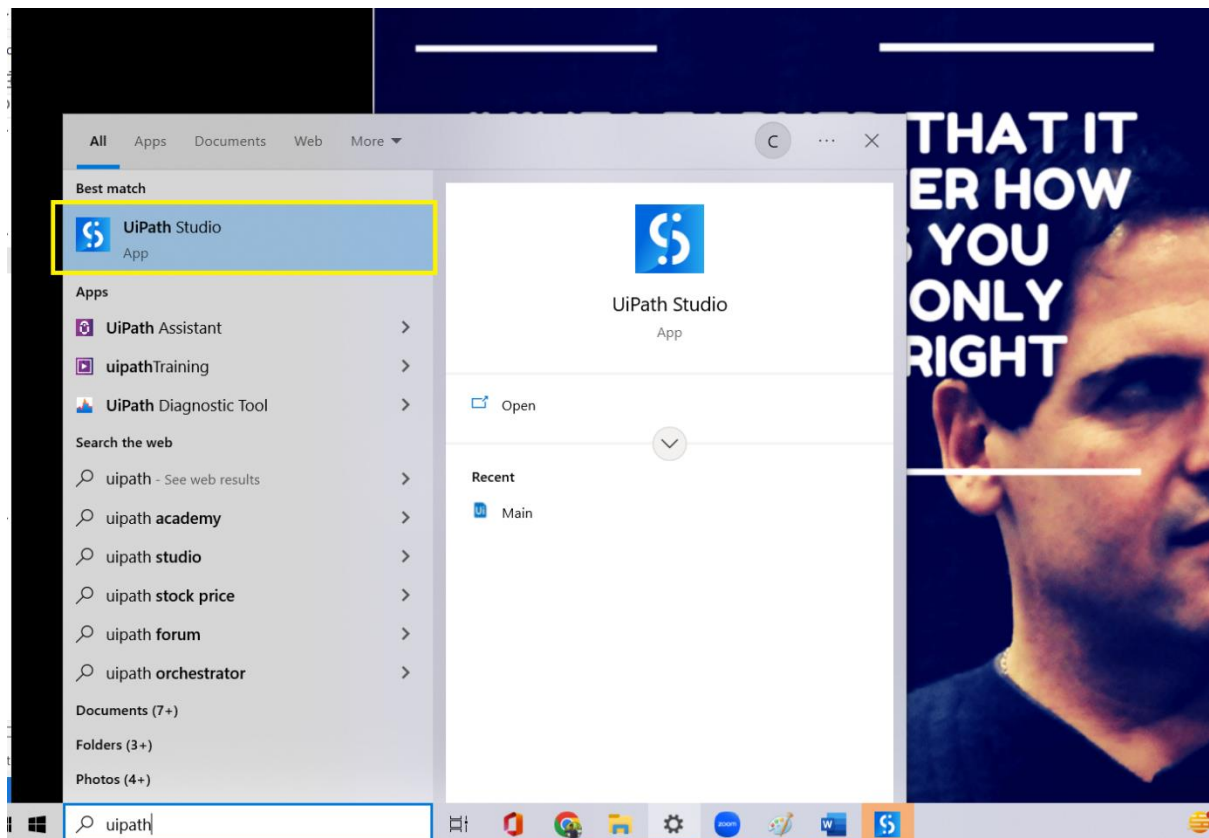 THAT IT
ER HOW
YOU
ONLY
RIGHT
All Apps Documents Web More
C
Best match
UiPath Studio
App
Apps
UiPath Assistant
uipathTraining
UiPath Diagnostic Tool
Search the web
uipath - See web results
uipath academy
uipath studio
uipath stock price
uipath forum
uipath orchestrator
Documents (7+)
Folders (3+)
Photos (4+)
UiPath Studio
App
Open
Recent
Ui Main
uipath
zoom